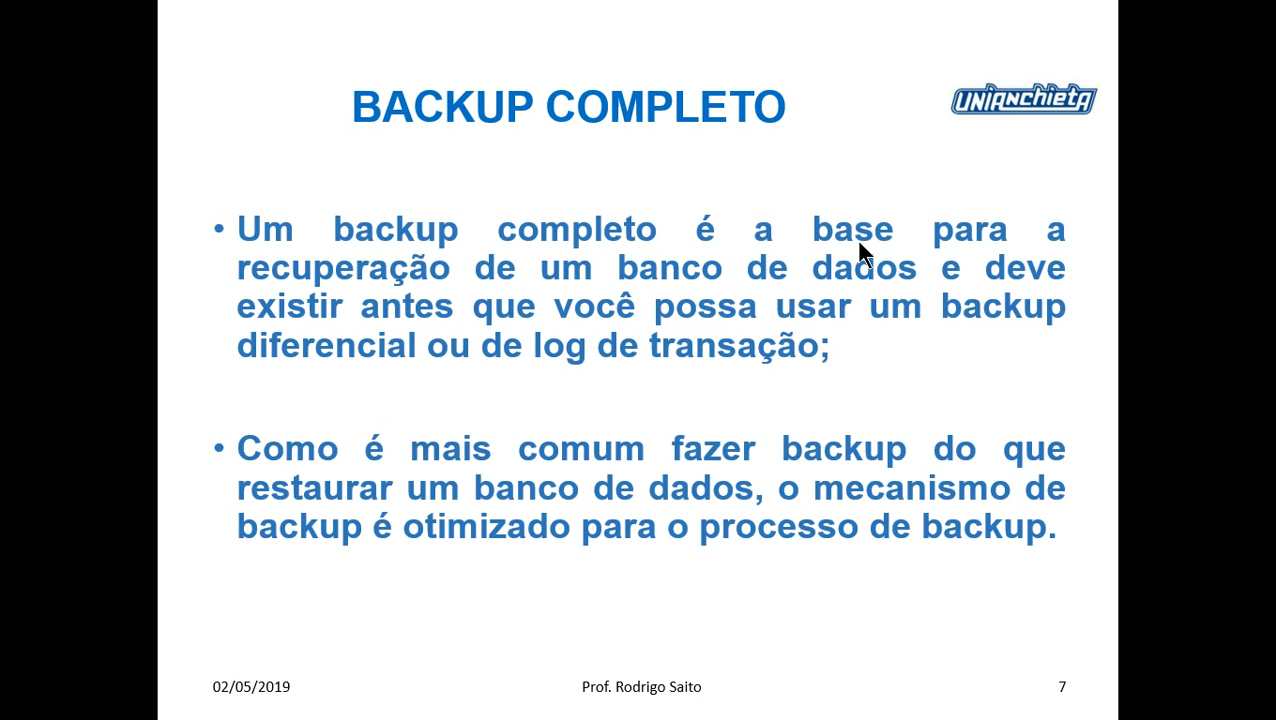 BACKUP COMPLETO
UNIANCHIETA
• Um backup completo é a base para a
recuperação de um banco de dados e deve
existir antes que você possa usar um backup
diferencial ou de log de transação;
• Como é mais comum fazer backup do que
restaurar um banco de dados, o mecanismo de
backup é otimizado para o processo de backup.
02/05/2019
Prof. Rodrigo Saito
7